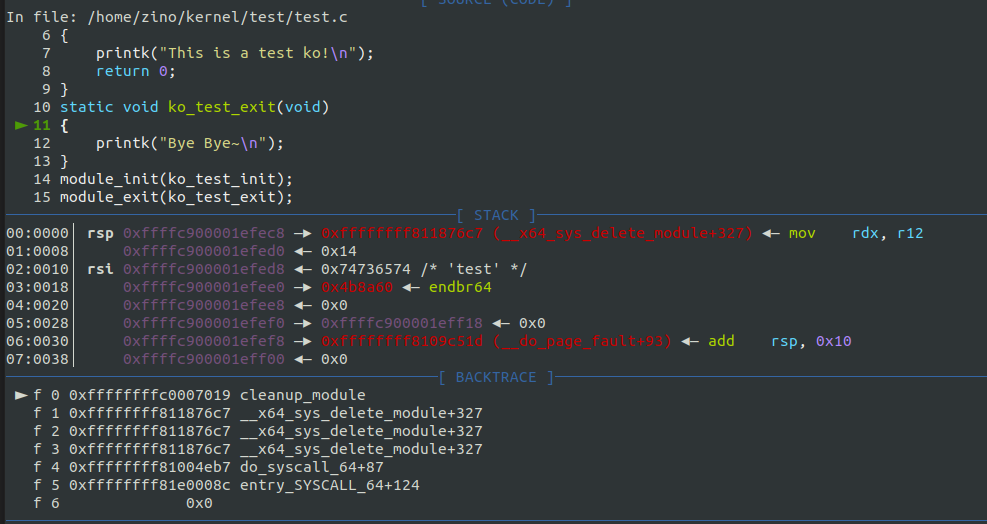 [ SOURCE (CODE) ]
In file: /home/zino/kernel/test/test.c
6 {
7     printk("This is a test ko!\n");
8     return 0;
9 }
10 static void ko_test_exit(void)
► 11 {
12     printk("Bye Bye~\n");
13 }
14 module_init(ko_test_init);
15 module_exit(ko_test_exit);
[ STACK ]
00:0000│ rsp 0xffffc900001efec8 —▸ 0xffffffff811876c7 (__x64_sys_delete_module+327) ◂— mov    rdx, r12
01:0008│     0xffffc900001efed0 ◂— 0x14
02:0010│ rsi 0xffffc900001efed8 ◂— 0x74736574 /* 'test' */
03:0018│     0xffffc900001efee0 —▸ 0x4b8a60 ◂— endbr64
04:0020│     0xffffc900001efee8 ◂— 0x0
05:0028│     0xffffc900001efef0 —▸ 0xffffc900001eff18 ◂— 0x0
06:0030│     0xffffc900001efef8 —▸ 0xffffffff8109c51d (__do_page_fault+93) ◂— add    rsp, 0x10
07:0038│     0xffffc900001eff00 ◂— 0x0
[ BACKTRACE ]
► f 0 0xffffffffc0007019 cleanup_module
f 1 0xffffffff811876c7 __x64_sys_delete_module+327
f 2 0xffffffff811876c7 __x64_sys_delete_module+327
f 3 0xffffffff811876c7 __x64_sys_delete_module+327
f 4 0xffffffff81004eb7 do_syscall_64+87
f 5 0xffffffff81e0008c entry_SYSCALL_64+124
f 6              0x0